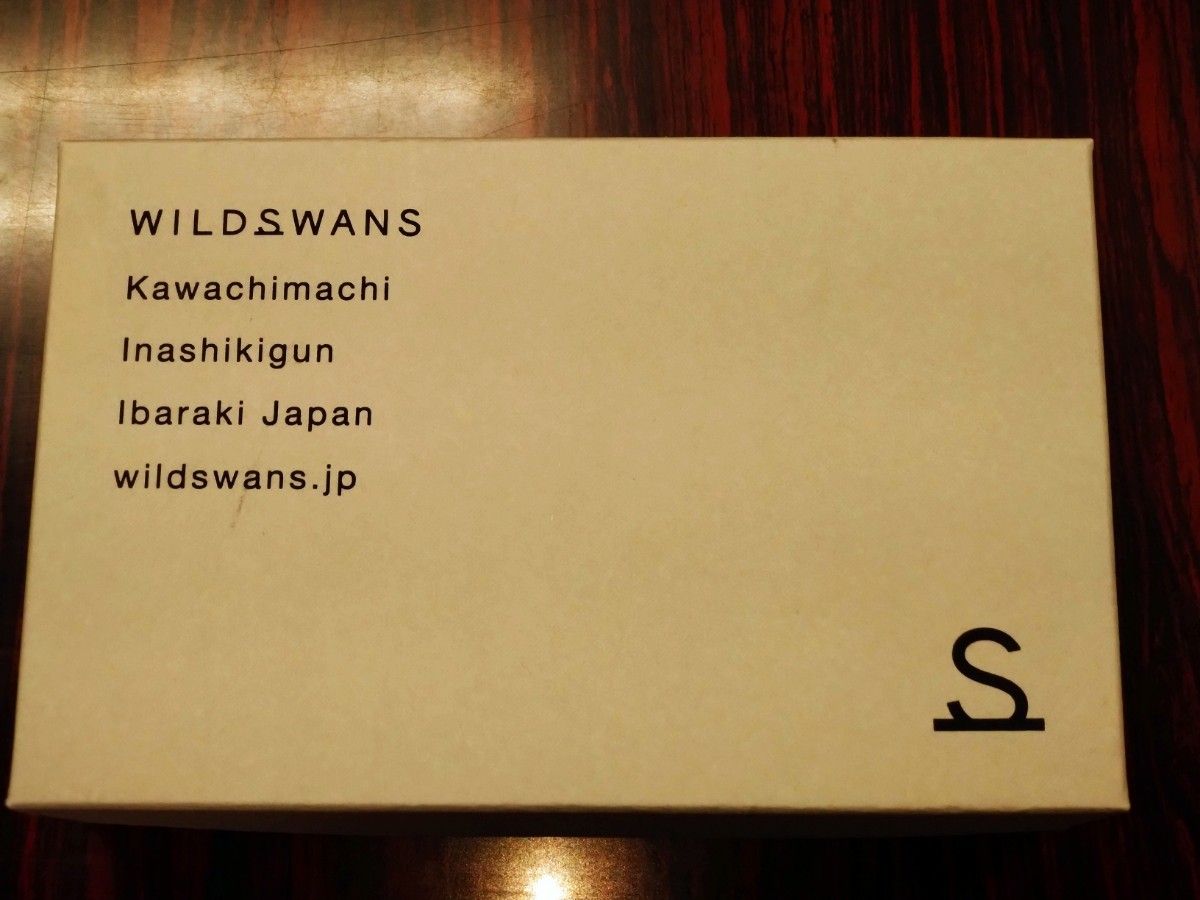 WILDSWANS
Kawachimachi
Inashikigun
Ibaraki Japan
wildswans.jp
S